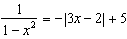 1/(1 − x²) = −|3x − 2| + 5